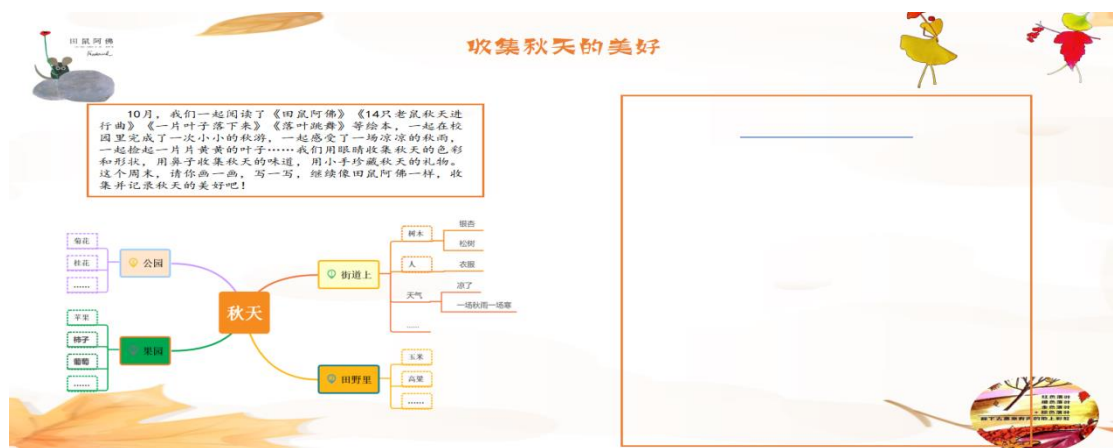 田鼠阿佛
收集秋天的美好
10月，我们一起阅读了《田鼠阿佛》《14只老鼠秋天进
行曲》《一片叶子落下来》《落叶跳舞》等绘本，一起在校
园里完成了一次小小的秋游，一起感受了一场凉凉的秋雨，
一起捡起一片片黄黄的叶子……我们用眼睛收集秋天的色彩
和形状，用鼻子收集秋天的味道，用小手珍藏秋天的礼物。
这个周末，请你画一画，写一写，继续像田鼠阿佛一样，收
集并记录秋天的美好吧！
秋天
公园
菊花
桂花
……
果园
苹果
柿子
葡萄
……
街道上
树木
银杏
松树
人
衣服
天气
凉了
一场秋雨一场寒
……
田野里
玉米
高粱
……
红色落叶